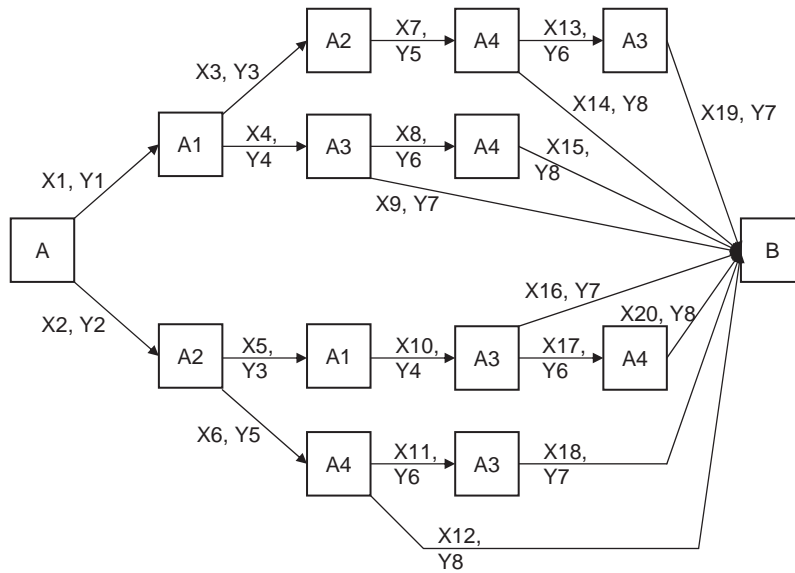 A2
X7,
Y5
A4
X13,
Y6
A3
X3, Y3
X14, Y8
X19, Y7
A1
X4,
Y4
A3
X8,
Y6
A4
X15,
Y8
X1, Y1
X9, Y7
A
B
X2, Y2
X16, Y7
X20, Y8
A2
X5,
Y3
A1
X10,
Y4
A3
X17,
Y6
A4
X6, Y5
A4
X11,
Y6
A3
X18,
Y7
X12,
Y8